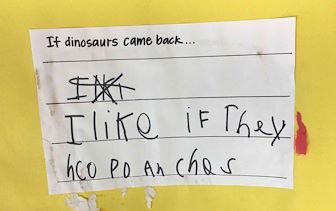 If dinosaurs came back...
I like if They
hco po An chas